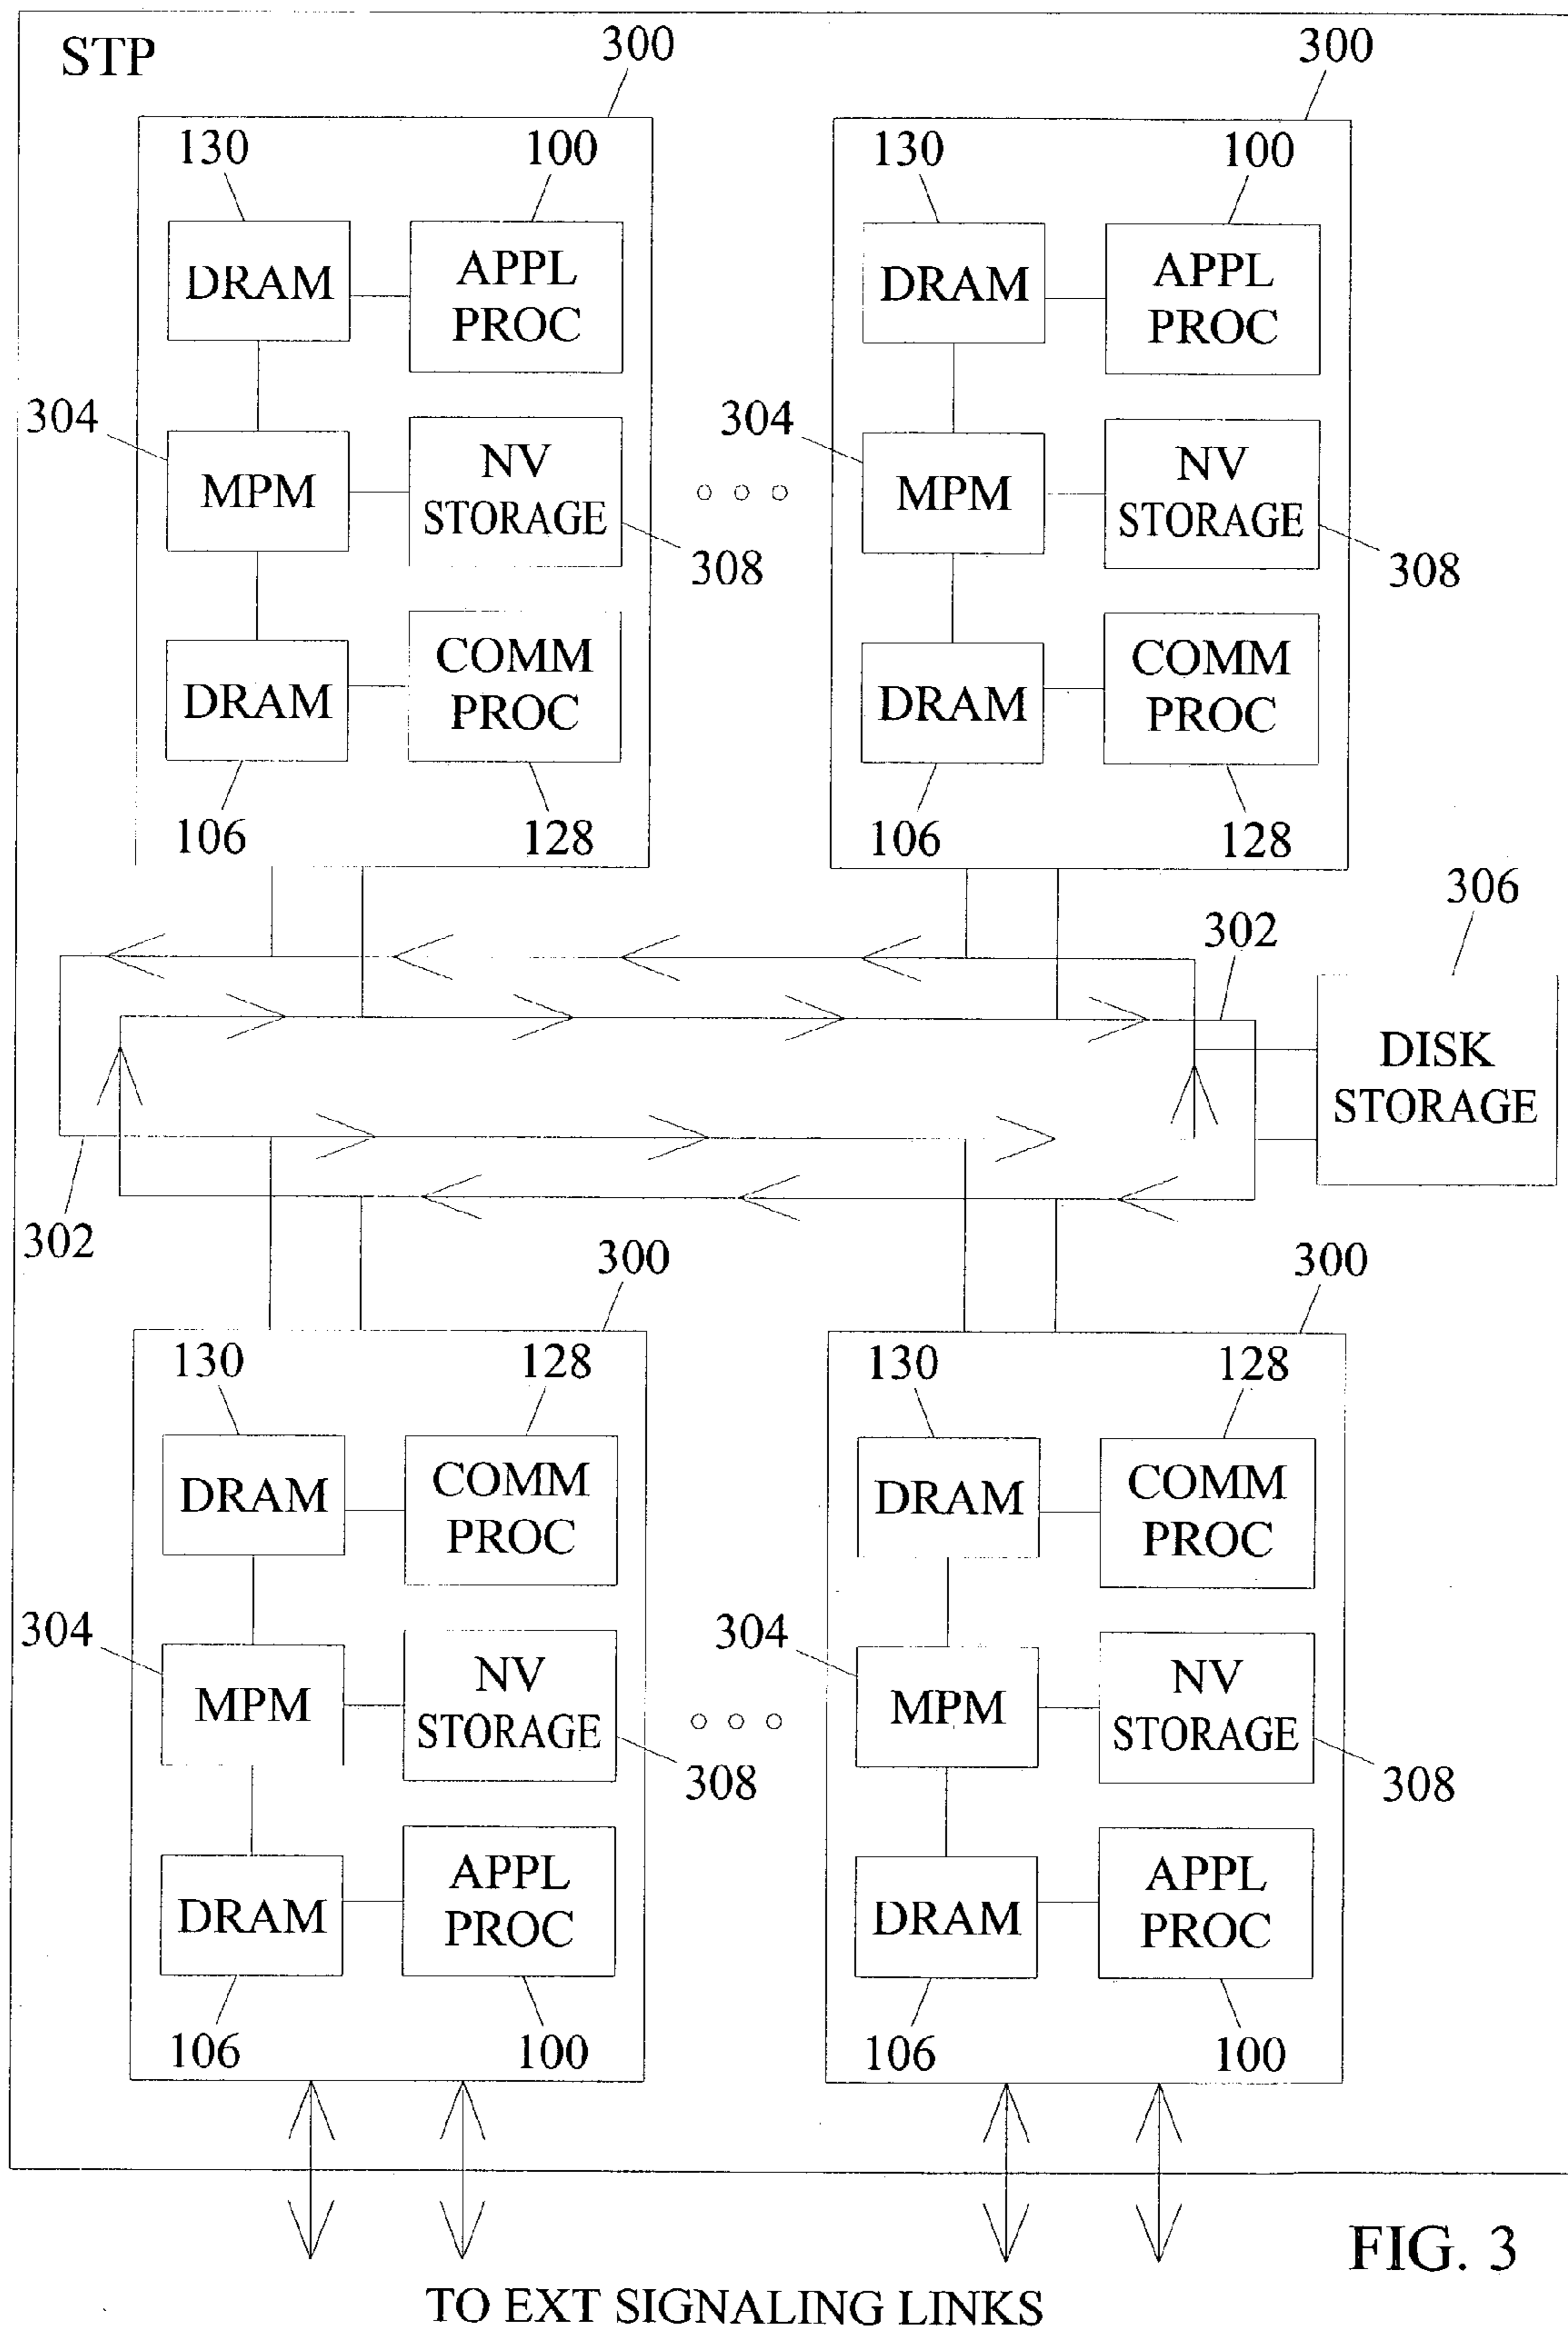 STP
300 300
130 100 130 100
DRAM APPL PROC DRAM APPL PROC
304 MPM NV STORAGE 304 MPM NV STORAGE
308 308
DRAM COMM PROC DRAM COMM PROC
106 128 106 128
306
302
DISK
STORAGE
302
300 300
130 128 130 128
DRAM COMM PROC DRAM COMM PROC
304 MPM NV STORAGE 304 MPM NV STORAGE
308 308
DRAM APPL PROC DRAM APPL PROC
106 100 106 100
FIG. 3
TO EXT SIGNALING LINKS